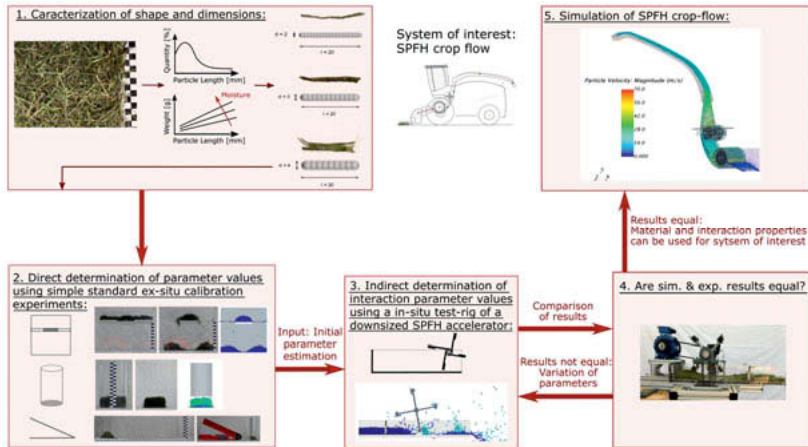 1. Caracterization of shape and dimensions:
Quantity [%]
Particle Length [mm]
Moisture
Weight [g]
Particle Length [mm]
System of interest:
SPFH crop flow
5. Simulation of SPFH crop-flow:
Particle Velocity: Magnitude (m/s)
Results equal:
Material and interaction properties
can be used for sytsem of interest
2. Direct determination of parameter values
using simple standard ex-situ calibration
experiments:
Input: Initial
parameter
estimation
3. Indirect determination of
interaction parameter values
using a in-situ test-rig of a
downsized SPFH accelerator:
Comparison
of results
Results not equal:
Variation
of parameters
4. Are sim. & exp. results equal?